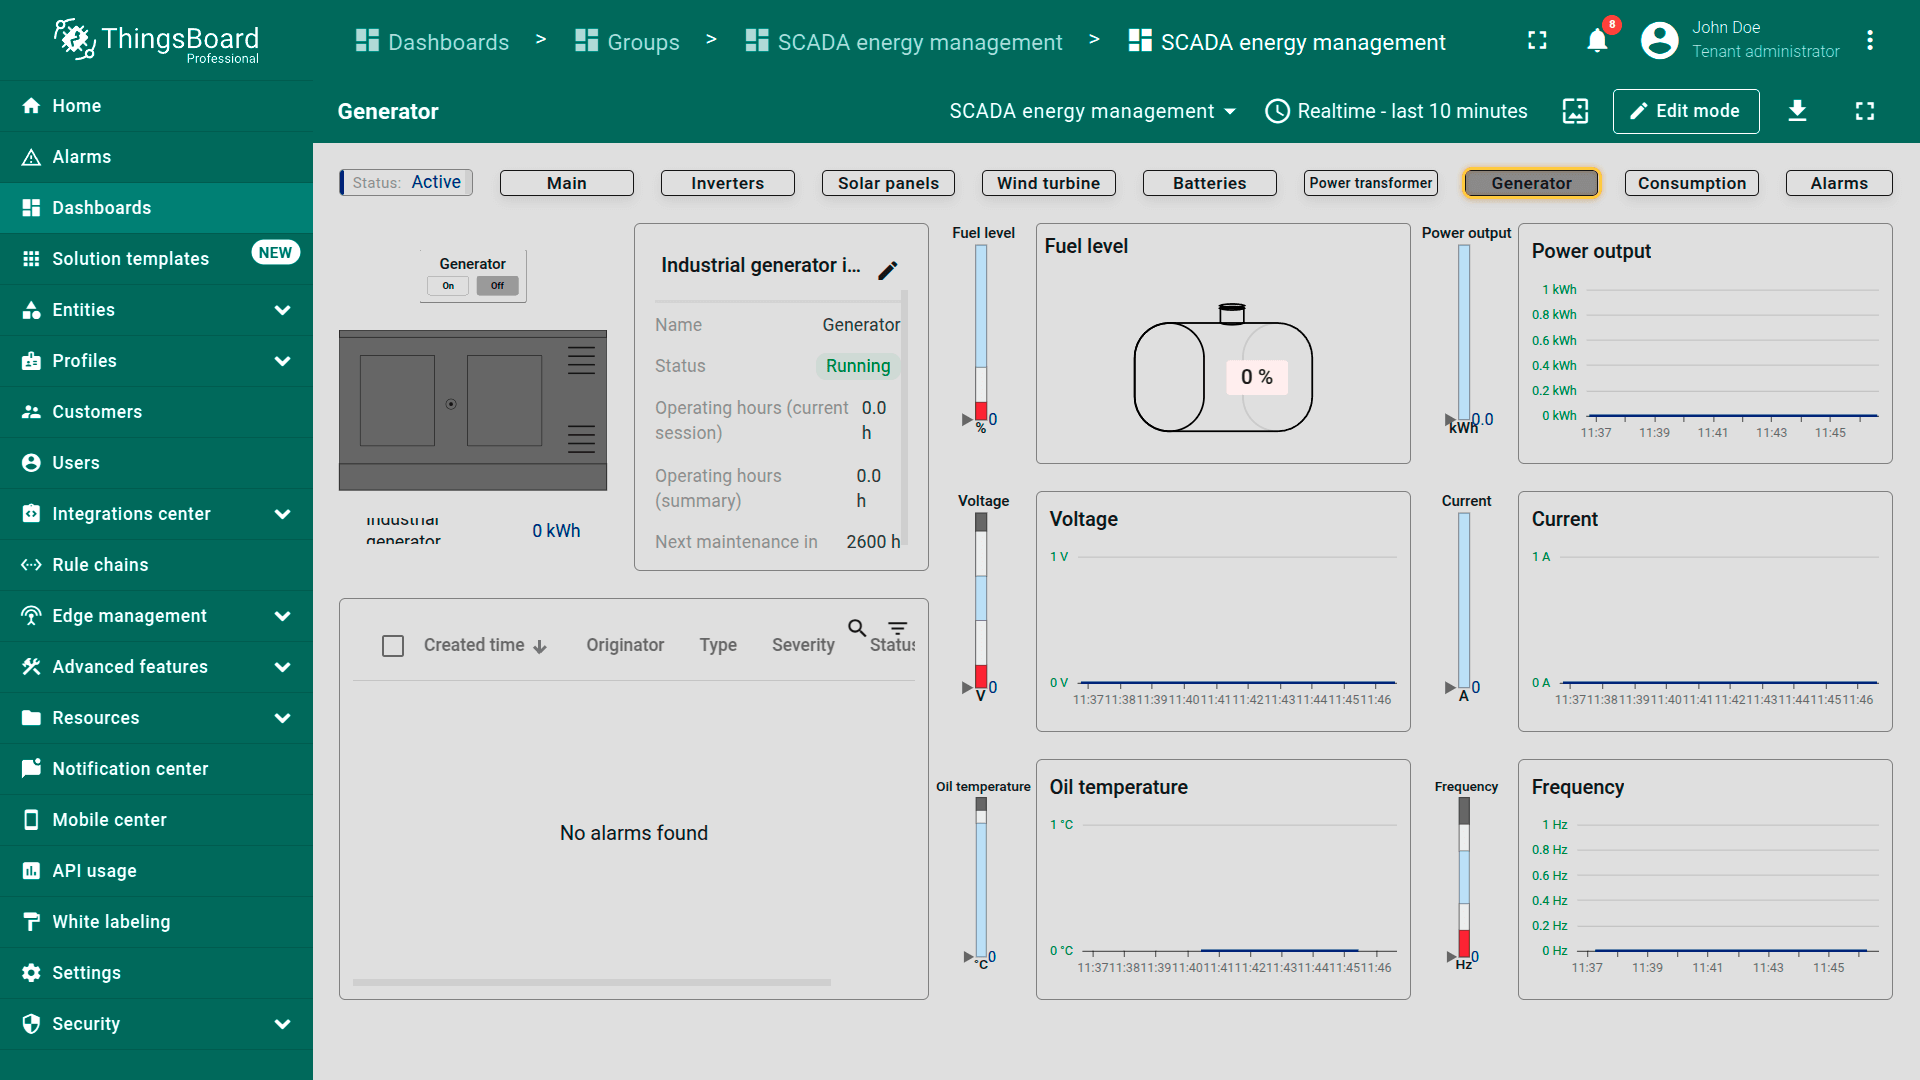 ThingsBoard
Professional
Dashboards > Groups > SCADA energy management > SCADA energy management
8
John Doe
Tenant administrator
Home
Alarms
Dashboards
Solution templates NEW
Entities
Profiles
Customers
Users
Integrations center
Rule chains
Edge management
Advanced features
Resources
Notification center
Mobile center
API usage
White labeling
Settings
Security
Generator
SCADA energy management
Realtime - last 10 minutes
Edit mode
Status: Active
Main
Inverters
Solar panels
Wind turbine
Batteries
Power transformer
Generator
Consumption
Alarms
Generator
On Off
Industrial
generator
0 kWh
Industrial generator i...
Name Generator
Status Running
Operating hours (current session) 0.0 h
Operating hours (summary) 0.0 h
Next maintenance in 2600 h
Created time Originator Type Severity Status
No alarms found
Fuel level
0
%
Fuel level
0 %
Power output
0.0
kWh
Power output
1 kWh
0.8 kWh
0.6 kWh
0.4 kWh
0.2 kWh
0 kWh
11:37 11:39 11:41 11:43 11:45
Voltage
0
V
Voltage
1 V
0 V
11:37 11:38 11:39 11:40 11:41 11:42 11:43 11:44 11:45 11:46
Current
0
A
Current
1 A
0 A
11:37 11:38 11:39 11:40 11:41 11:42 11:43 11:44 11:45 11:46
Oil temperature
0
°C
Oil temperature
1 °C
0 °C
11:37 11:38 11:39 11:40 11:41 11:42 11:43 11:44 11:45 11:46
Frequency
0
Hz
Frequency
1 Hz
0.8 Hz
0.6 Hz
0.4 Hz
0.2 Hz
0 Hz
11:37 11:39 11:41 11:43 11:45